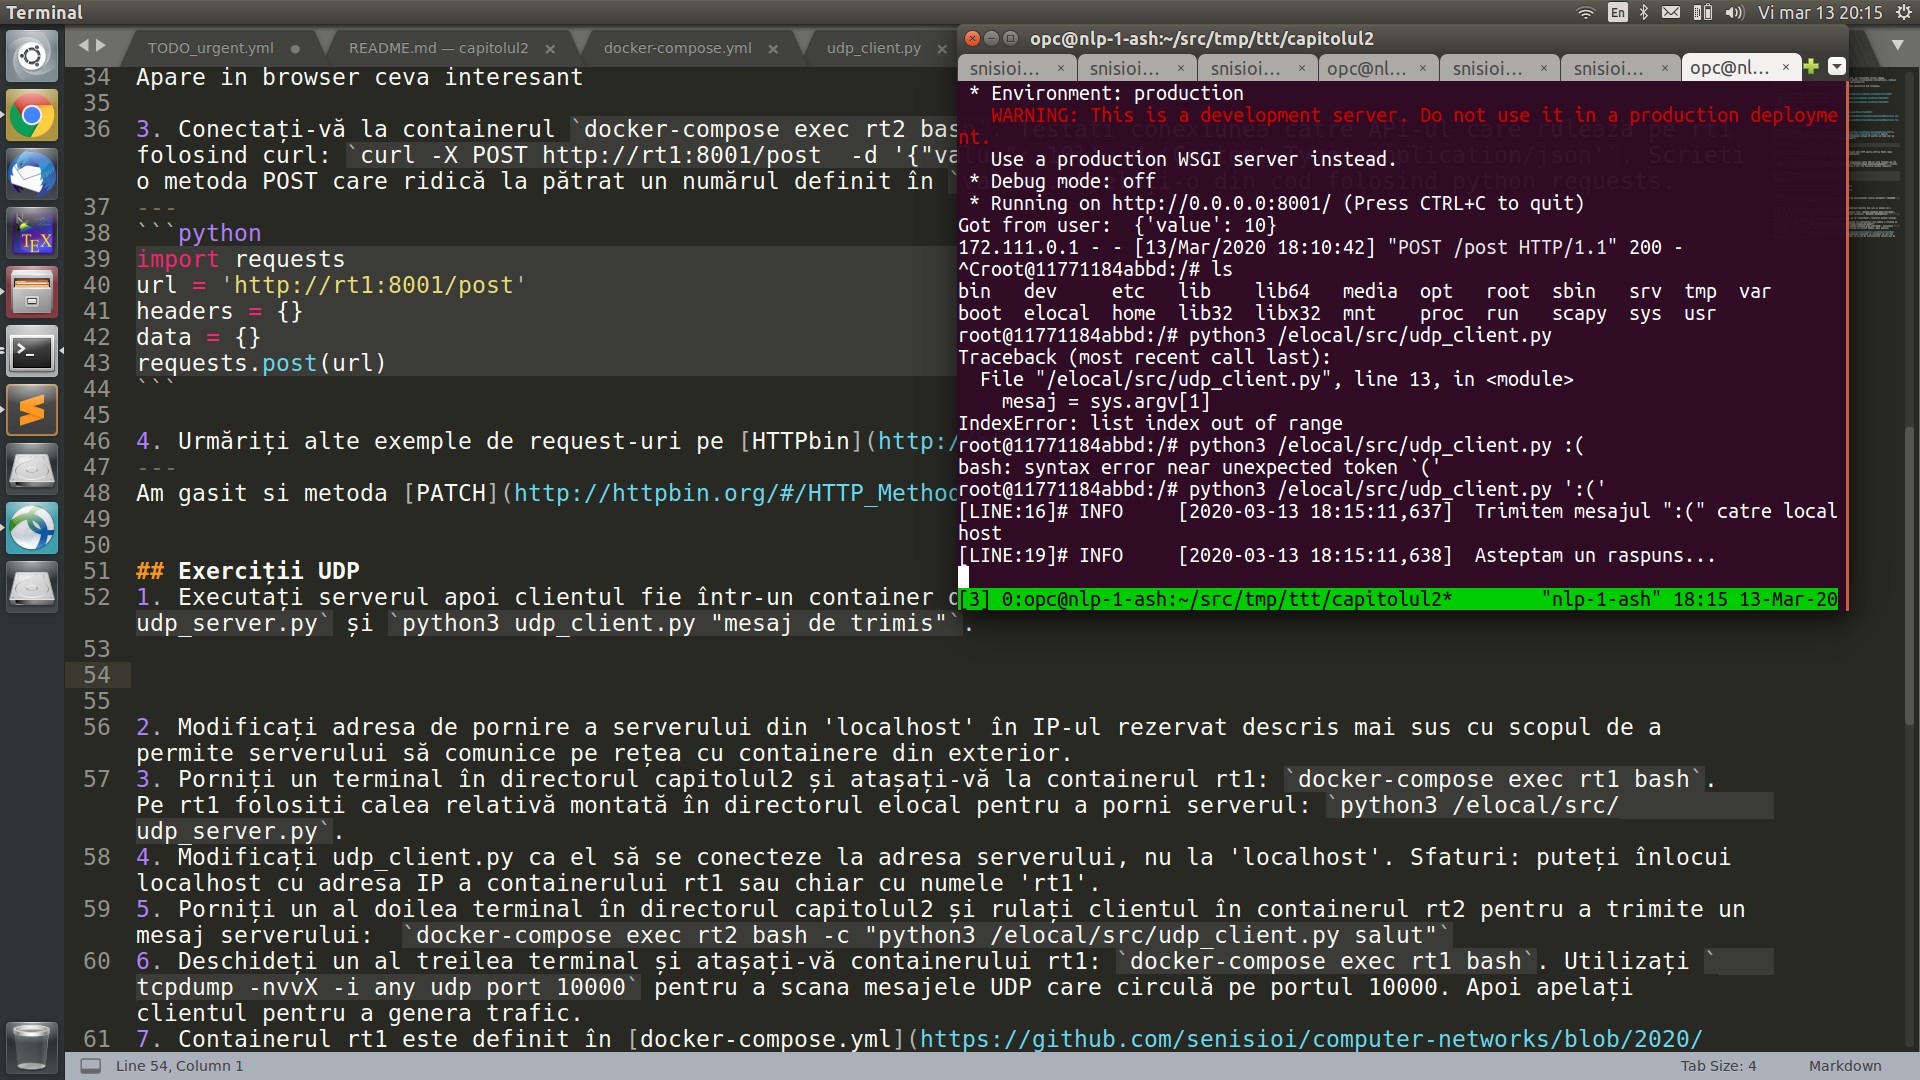 Terminal
En
Vi mar 13 20:15
TODO_urgent.yml
README.md — capitolul2
docker-compose.yml
udp_client.py
34 Apare in browser ceva interesant
35
36 3. Conectați-vă la containerul `docker-compose exec rt2 bas
folosind curl: `curl -X POST http://rt1:8001/post  -d '{"va
o metoda POST care ridică la pătrat un numărul definit în `
37 ---
38 ```python
39 import requests
40 url = 'http://rt1:8001/post'
41 headers = {}
42 data = {}
43 requests.post(url)
44 ```
45
46 4. Urmăriți alte exemple de request-uri pe [HTTPbin](http:/
47 ---
48 Am gasit si metoda [PATCH](http://httpbin.org/#/HTTP_Metho
49
50
51 ## Exerciții UDP
52 1. Executați serverul apoi clientul fie într-un container d
udp_server.py` și `python3 udp_client.py "mesaj de trimis"`.
53
54
55
56 2. Modificați adresa de pornire a serverului din 'localhost' în IP-ul rezervat descris mai sus cu scopul de a
permite serverului să comunice pe rețea cu containere din exterior.
57 3. Porniți un terminal în directorul capitolul2 și atașați-vă la containerul rt1: `docker-compose exec rt1 bash`.
Pe rt1 folositi calea relativă montată în directorul elocal pentru a porni serverul: `python3 /elocal/src/
udp_server.py`.
58 4. Modificați udp_client.py ca el să se conecteze la adresa serverului, nu la 'localhost'. Sfaturi: puteți înlocui
localhost cu adresa IP a containerului rt1 sau chiar cu numele 'rt1'.
59 5. Porniți un al doilea terminal în directorul capitolul2 și rulați clientul în containerul rt2 pentru a trimite un
mesaj serverului:  `docker-compose exec rt2 bash -c "python3 /elocal/src/udp_client.py salut"`
60 6. Deschideți un al treilea terminal și atașați-vă containerului rt1: `docker-compose exec rt1 bash`. Utilizați `
tcpdump -nvvX -i any udp port 10000` pentru a scana mesajele UDP care circulă pe portul 10000. Apoi apelați
clientul pentru a genera trafic.
61 7. Containerul rt1 este definit în [docker-compose.yml](https://github.com/senisioi/computer-networks/blob/2020/
Line 54, Column 1
Tab Size: 4
Markdown
opc@nlp-1-ash:~/src/tmp/ttt/capitolul2
snisioi...
snisioi...
snisioi...
opc@nl...
snisioi...
snisioi...
opc@nl...
* Environment: production
WARNING: This is a development server. Do not use it in a production deployme
nt.
Use a production WSGI server instead.
* Debug mode: off
* Running on http://0.0.0.0:8001/ (Press CTRL+C to quit)
Got from user:  {'value': 10}
172.111.0.1 - - [13/Mar/2020 18:10:42] "POST /post HTTP/1.1" 200 -
^Croot@11771184abbd:/# ls
bin   dev     etc   lib    lib64   media  opt   root  sbin   srv  tmp  var
boot  elocal  home  lib32  libx32  mnt    proc  run   scapy  sys  usr
root@11771184abbd:/# python3 /elocal/src/udp_client.py
Traceback (most recent call last):
File "/elocal/src/udp_client.py", line 13, in <module>
mesaj = sys.argv[1]
IndexError: list index out of range
root@11771184abbd:/# python3 /elocal/src/udp_client.py :(
bash: syntax error near unexpected token `('
root@11771184abbd:/# python3 /elocal/src/udp_client.py ':('
[LINE:16]# INFO     [2020-03-13 18:15:11,637]  Trimitem mesajul ":(" catre local
host
[LINE:19]# INFO     [2020-03-13 18:15:11,638]  Asteptam un raspuns...
[3] 0:opc@nlp-1-ash:~/src/tmp/ttt/capitolul2*        "nlp-1-ash" 18:15 13-Mar-20